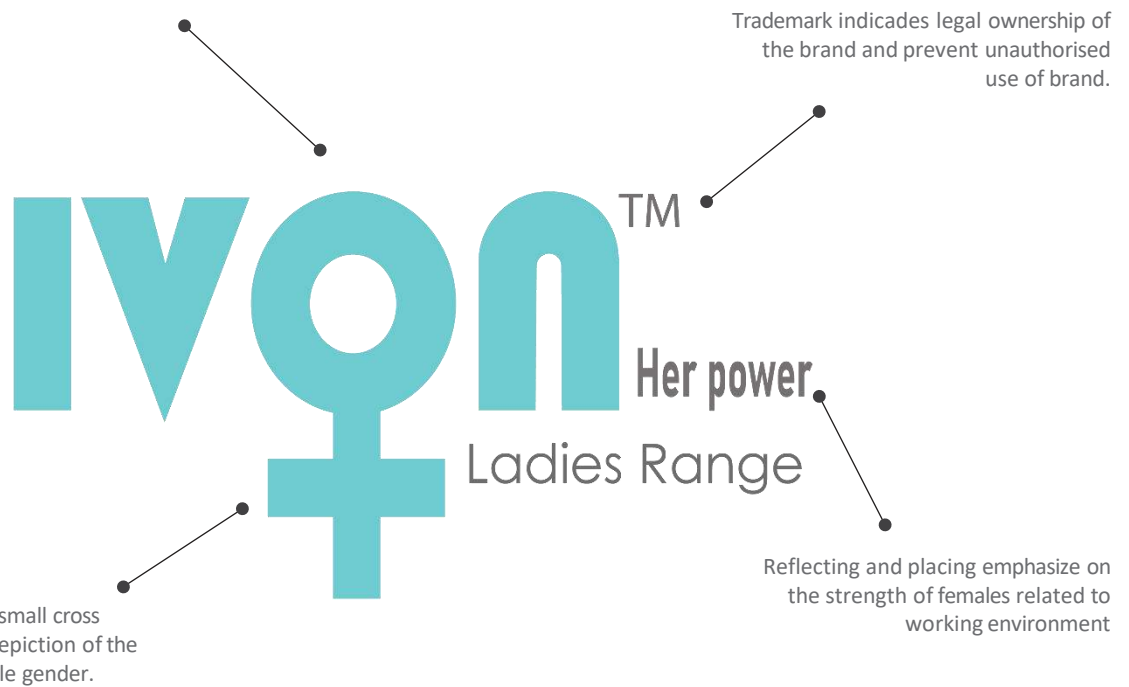 Trademark indicades legal ownership of
the brand and prevent unauthorised
use of brand.
IVON
TM
Her power
Ladies Range
Reflecting and placing emphasize on
the strength of females related to
working environment
small cross
epiction of the
le gender.